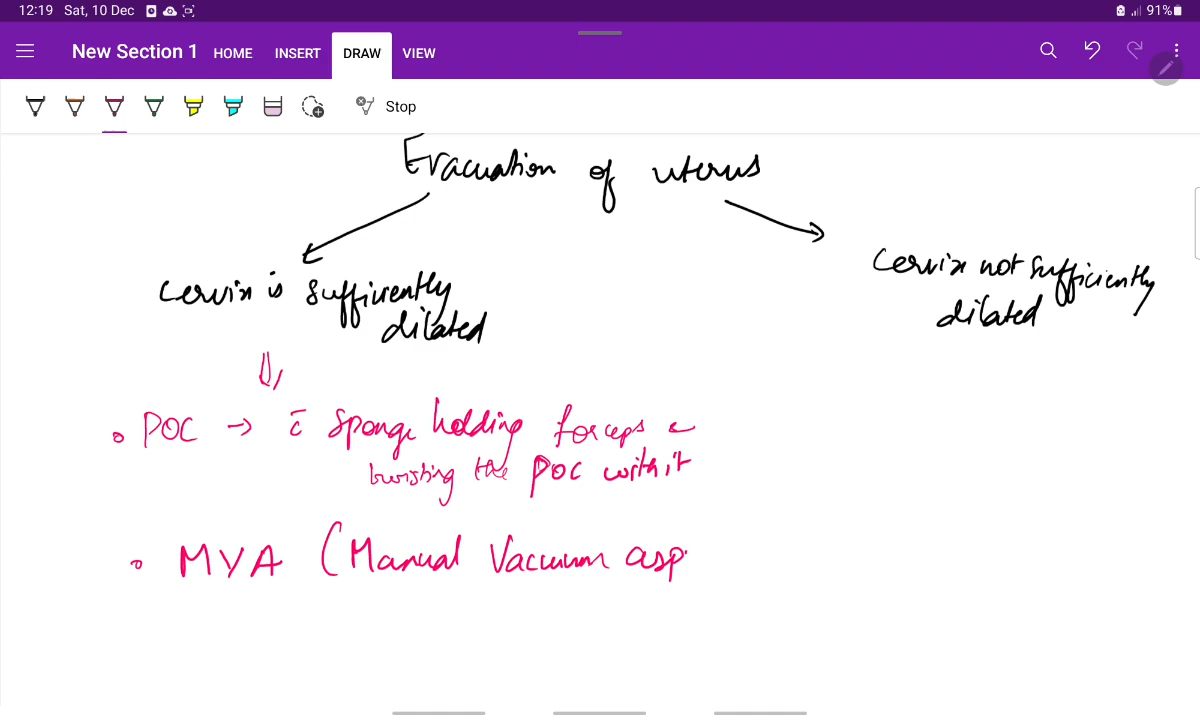 12:19 Sat, 10 Dec 91%
New Section 1 HOME INSERT DRAW VIEW
Stop
Evacuation of uterus
Cervix is sufficiently dilated
Cervix not sufficiently dilated
POC → c̄ sponge holding forceps &
twisting the POC with it
MVA (Manual Vacuum asp